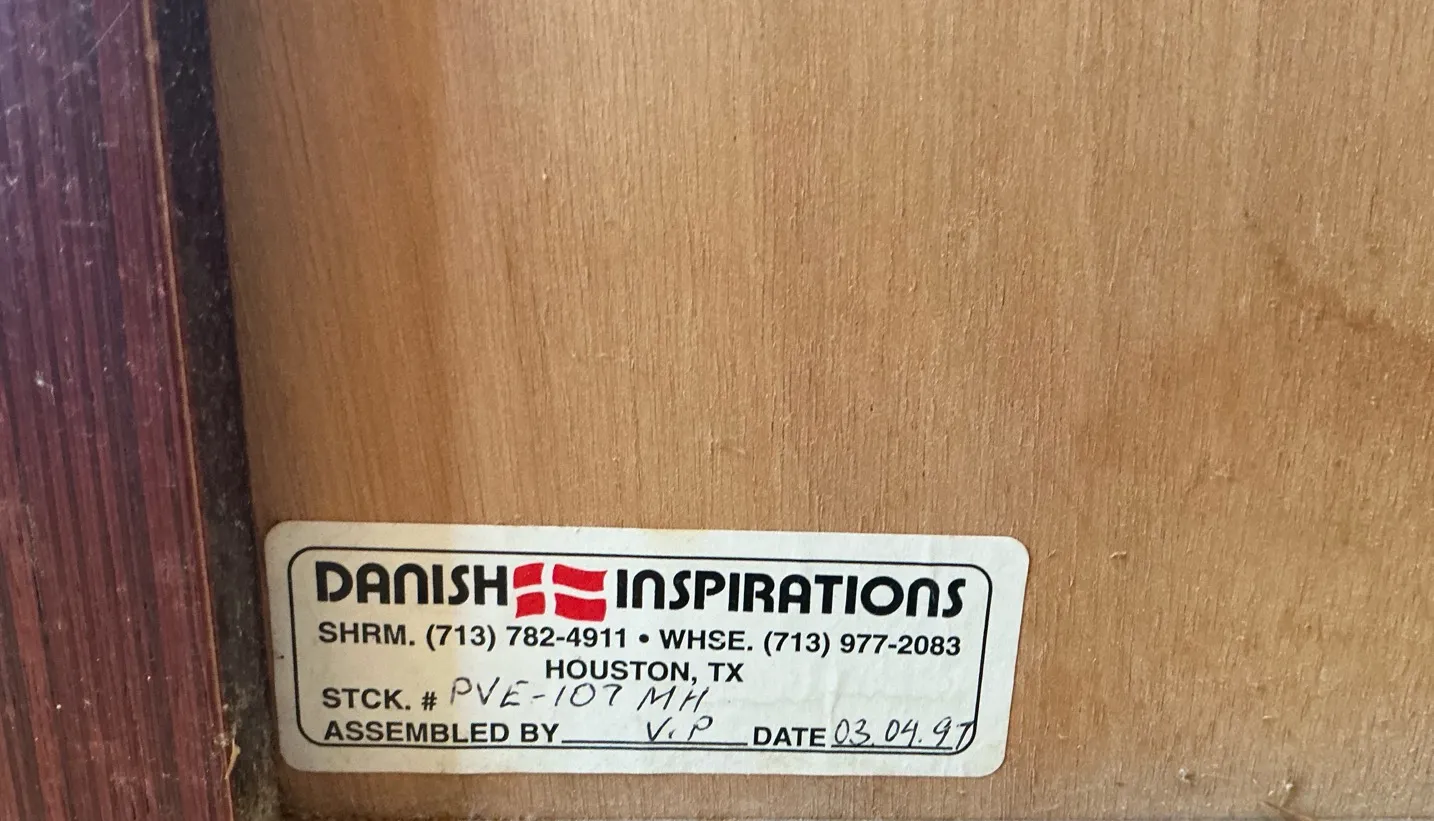 DANISH INSPIRATIONS
SHRM. (713) 782-4911 • WHSE. (713) 977-2083
HOUSTON, TX
STCK. # PVE-107 MH
ASSEMBLED BY V.P DATE 03.04.97